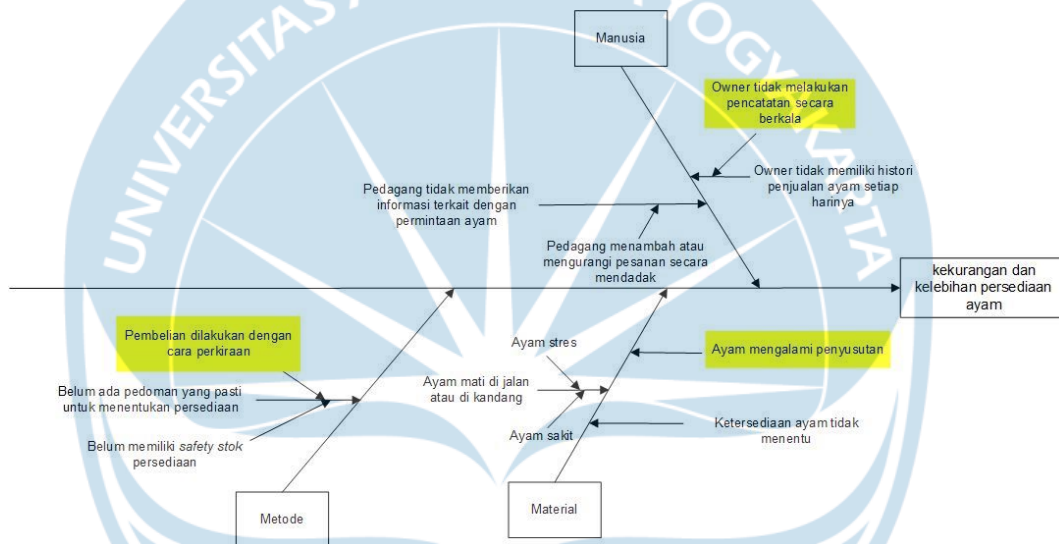 UNIVERSITAS
YOGYAKARTA
Manusia
Owner tidak melakukan
pencatatan secara
berkala
Owner tidak memiliki histori
penjualan ayam setiap
harinya
Pedagang tidak memberikan
informasi terkait dengan
permintaan ayam
Pedagang menambah atau
mengurangi pesanan secara
mendadak
kekurangan dan
kelebihan persediaan
ayam
Pembelian dilakukan dengan
cara perkiraan
Belum ada pedoman yang pasti
untuk menentukan persediaan
Belum memiliki safety stok
persediaan
Metode
Ayam stres
Ayam mati di jalan
atau di kandang
Ayam sakit
Ayam mengalami penyusutan
Ketersediaan ayam tidak
menentu
Material